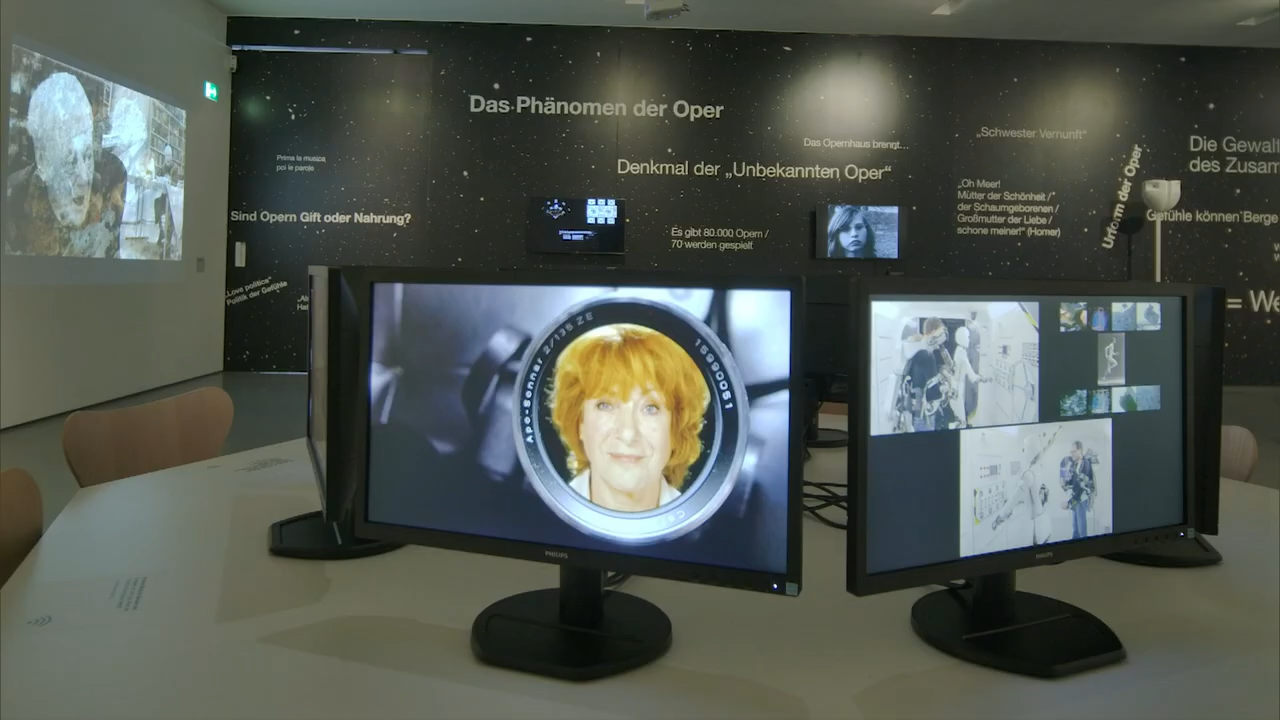 Das Phänomen der Oper
„Schwester Vernunft“
Das Opernhaus bringt...
Die Gewalt
des Zusam
Prima la musica
poi le parole
Denkmal der „Unbekannten Oper“
„Oh Meer!
Mütter der Schönheit /
der Schaumgeborenen /
Großmutter der Liebe /
schone meiner!“ (Homer)
Urform der Oper
Sind Opern Gift oder Nahrung?
Es gibt 80.000 Opern /
70 werden gespielt
Gefühle können Berge
„Love politics“
Politik der Gefühle
= We
Apo-Sonnar 2/135 ZE
15990051
PHILIPS
PHILIPS